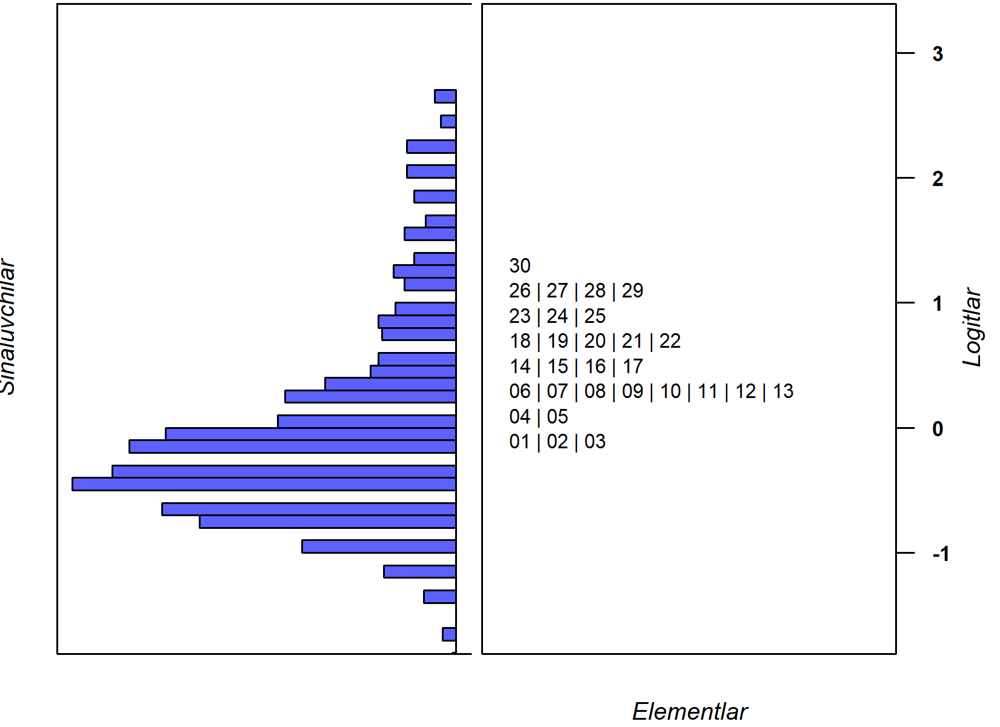 Sinaluvchilar
30
26 | 27 | 28 | 29
23 | 24 | 25
18 | 19 | 20 | 21 | 22
14 | 15 | 16 | 17
06 | 07 | 08 | 09 | 10 | 11 | 12 | 13
04 | 05
01 | 02 | 03
3
2
1
0
-1
Logitlar
Elementlar